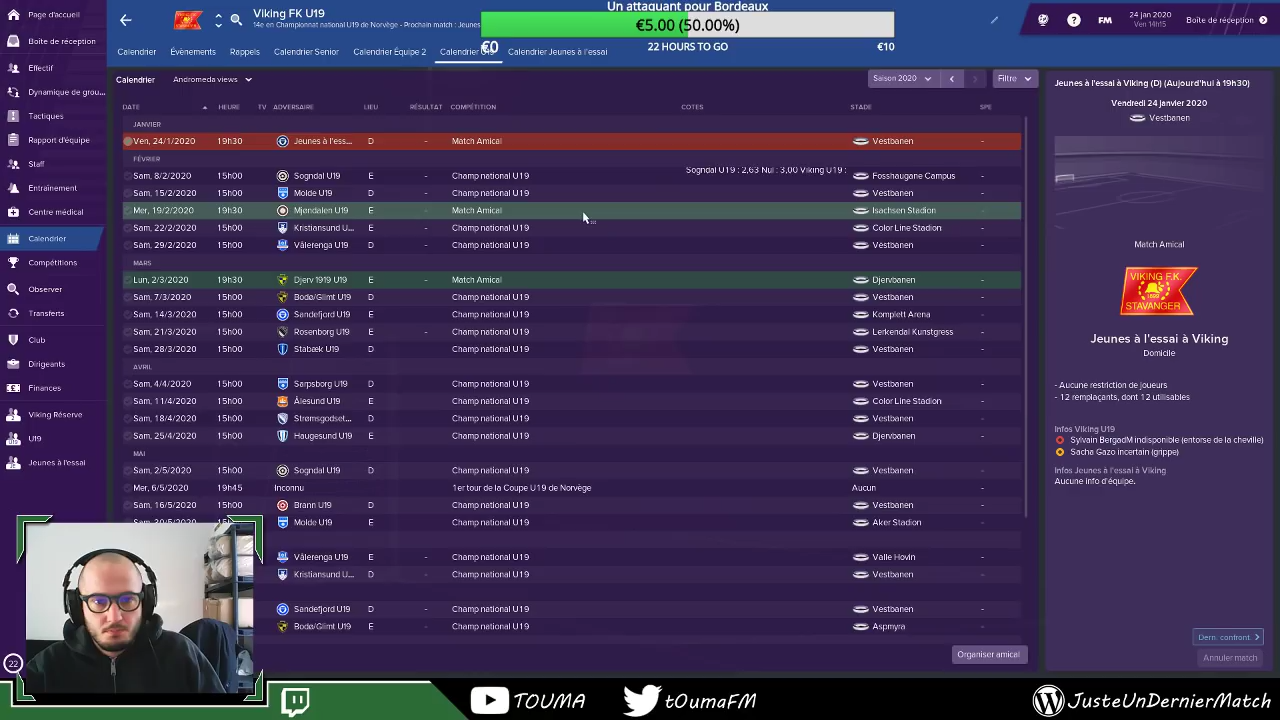 Un attaquant pour Bordeaux
€5.00 (50.00%)
€0 22 HOURS TO GO €10
Viking FK U19
14e en Championnat national U19 de Norvège - Prochain match : Jeunes
FM
24 jan 2020
Ven 14h15
Boîte de réception
Page d'accueil
Boîte de réception
Effectif
Dynamique de grou...
Tactiques
Rapport d'équipe
Staff
Entraînement
Centre médical
Calendrier
Compétitions
Observer
Transferts
Club
Dirigeants
Finances
Viking Réserve
U19
Jeunes à l'essai
22
Calendrier Évènements Rappels Calendrier Senior Calendrier Équipe 2 Calendrier U19 Calendrier Jeunes à l'essai
Calendrier Andromeda views Saison 2020 Filtre
DATE HEURE TV ADVERSAIRE LIEU RÉSULTAT COMPÉTITION COTES STADE SPE
JANVIER
Ven, 24/1/2020 19h30 Jeunes à l'ess... D Match Amical Vestbanen -
FÉVRIER
Sogndal U19 : 2,63 Nul : 3,00 Viking U19 :
Sam, 8/2/2020 15h00 Sogndal U19 E - Champ national U19 Fosshaugane Campus -
Sam, 15/2/2020 15h00 Molde U19 D - Champ national U19 Vestbanen -
Mer, 19/2/2020 19h30 Mjøndalen U19 E - Match Amical Isachsen Stadion -
Sam, 22/2/2020 15h00 Kristiansund U... E - Champ national U19 Color Line Stadion -
Sam, 29/2/2020 15h00 Vålerenga U19 D - Champ national U19 Vestbanen -
MARS
Lun, 2/3/2020 19h30 Djerv 1919 U19 E - Match Amical Djervbanen -
Sam, 7/3/2020 15h00 Bodø/Glimt U19 D - Champ national U19 Vestbanen -
Sam, 14/3/2020 15h00 Sandefjord U19 E - Champ national U19 Komplett Arena -
Sam, 21/3/2020 15h00 Rosenborg U19 E - Champ national U19 Lerkendal Kunstgress -
Sam, 28/3/2020 15h00 Stabæk U19 D - Champ national U19 Vestbanen -
AVRIL
Sam, 4/4/2020 15h00 Sarpsborg U19 D - Champ national U19 Vestbanen -
Sam, 11/4/2020 15h00 Ålesund U19 E - Champ national U19 Color Line Stadion -
Sam, 18/4/2020 15h00 Strømsgodset... D - Champ national U19 Vestbanen -
Sam, 25/4/2020 15h00 Haugesund U19 E - Champ national U19 Djervbanen -
MAI
Sam, 2/5/2020 15h00 Sogndal U19 D - Champ national U19 Vestbanen -
Mer, 6/5/2020 19h45 Inconnu 1er tour de la Coupe U19 de Norvège Aucun -
Sam, 16/5/2020 15h00 Brann U19 D - Champ national U19 Vestbanen -
Sam, 30/5/2020 15h00 Molde U19 E - Champ national U19 Aker Stadion -
Vålerenga U19 E - Champ national U19 Valle Hovin -
Kristiansund U... D - Champ national U19 Vestbanen -
Sandefjord U19 D - Champ national U19 Vestbanen -
Bodø/Glimt U19 E - Champ national U19 Aspmyra -
Organiser amical
Jeunes à l'essai à Viking (D) (Aujourd'hui à 19h30)
Vendredi 24 janvier 2020
Vestbanen
Match Amical
VIKING F.K.
1899
STAVANGER
Jeunes à l'essai à Viking
Domicile
- Aucune restriction de joueurs
- 12 remplaçants, dont 12 utilisables
Infos Viking U19
Sylvain BergadM indisponible (entorse de la cheville)
Sacha Gazo incertain (grippe)
Infos Jeunes à l'essai à Viking
Aucune info d'équipe.
Dern. confront.
Annuler match
TOUMA tOumaFM JusteUnDernierMatch